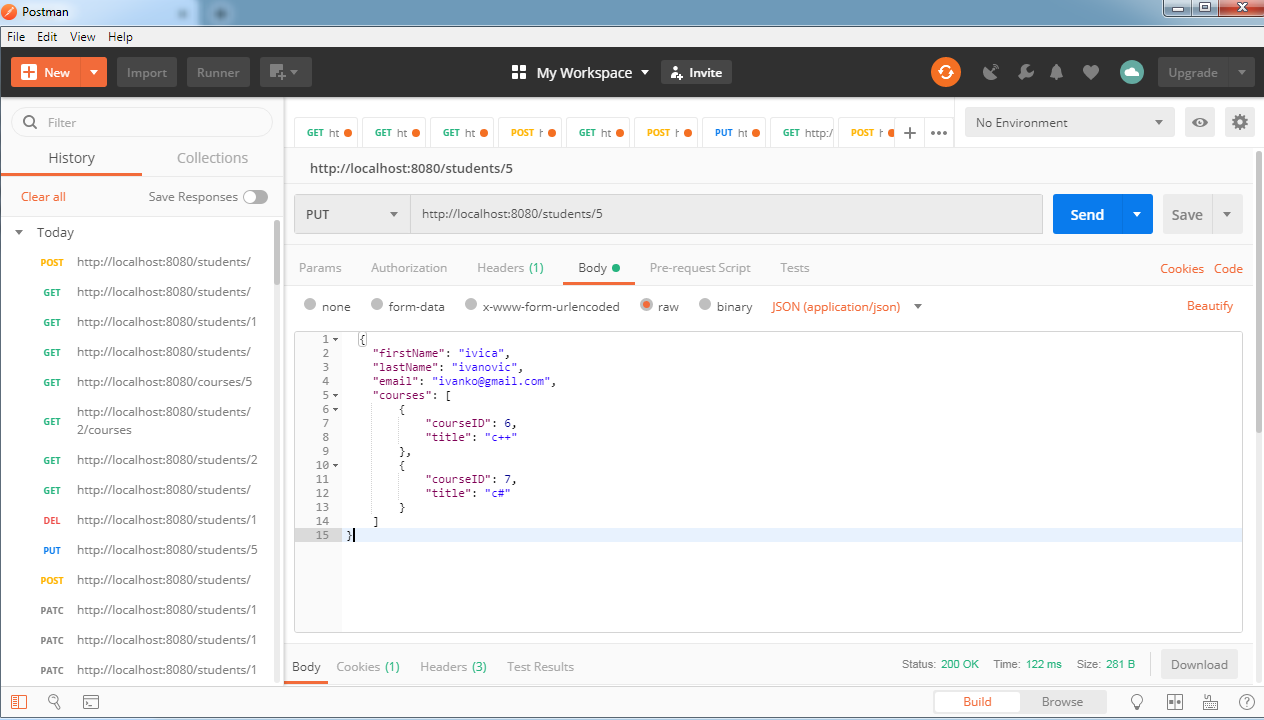 Postman
File Edit View Help
New Import Runner My Workspace Invite Upgrade
Filter
History Collections
Clear all Save Responses
Today
POST http://localhost:8080/students/
GET http://localhost:8080/students/
GET http://localhost:8080/students/1
GET http://localhost:8080/students/
GET http://localhost:8080/courses/5
GET http://localhost:8080/students/
2/courses
GET http://localhost:8080/students/2
GET http://localhost:8080/students/
DEL http://localhost:8080/students/1
PUT http://localhost:8080/students/5
POST http://localhost:8080/students/
PATC http://localhost:8080/students/1
PATC http://localhost:8080/students/1
PATC http://localhost:8080/students/1
GET ht GET ht GET ht POST h GET ht POST h PUT ht GET http:/ POST h No Environment
http://localhost:8080/students/5
PUT http://localhost:8080/students/5 Send Save
Params Authorization Headers (1) Body Pre-request Script Tests Cookies Code
none form-data x-www-form-urlencoded raw binary JSON (application/json) Beautify
1 {
2 "firstName": "ivica",
3 "lastName": "ivanovic",
4 "email": "ivanko@gmail.com",
5 "courses": [
6 {
7 "courseID": 6,
8 "title": "c++"
9 },
10 {
11 "courseID": 7,
12 "title": "c#"
13 }
14 ]
15 }
Body Cookies (1) Headers (3) Test Results Status: 200 OK Time: 122 ms Size: 281 B Download
Build Browse